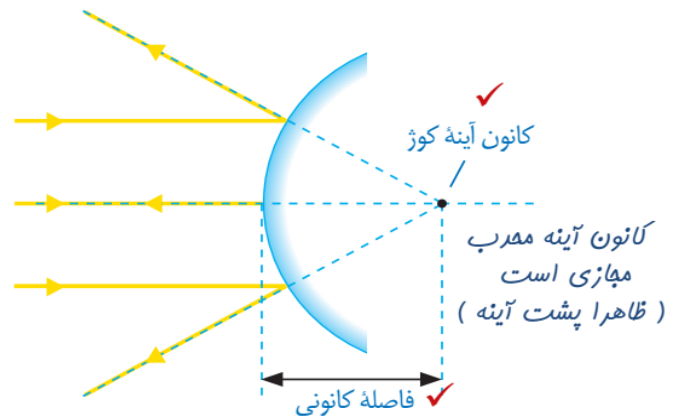 کانون آینهٔ کوژ
کانون آینه محدب
مجازی است
( ظاهرا پشت آینه )
فاصلهٔ کانونی